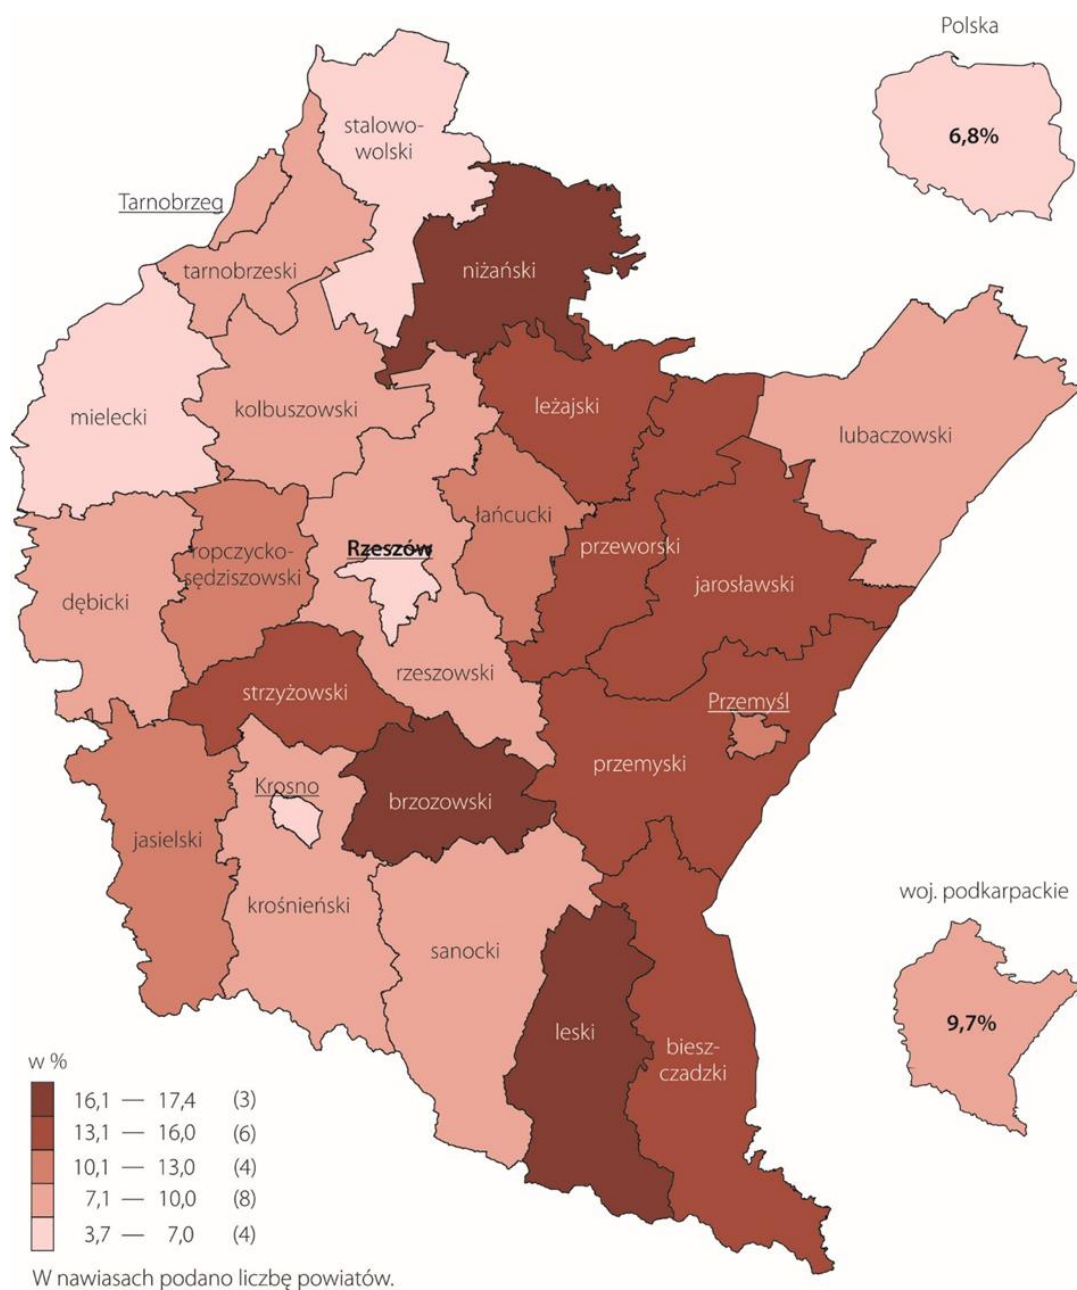 Polska
6,8%
stalowo-
wolski
Tarnobrzeg
tarnobrzeski
niżański
mielecki
kolbuszowski
leżajski
lubaczowski
łańcucki
ropczycko-
sędziszowski
Rzeszów
przeworski
jarosławski
dębicki
rzeszowski
strzyżowski
Przemyśl
przemyski
Krosno
brzozowski
jasielski
krośnieński
sanocki
woj. podkarpackie
9,7%
leski
biesz-
czadzki
w %
16,1 — 17,4 (3)
13,1 — 16,0 (6)
10,1 — 13,0 (4)
7,1 — 10,0 (8)
3,7 — 7,0 (4)
W nawiasach podano liczbę powiatów.